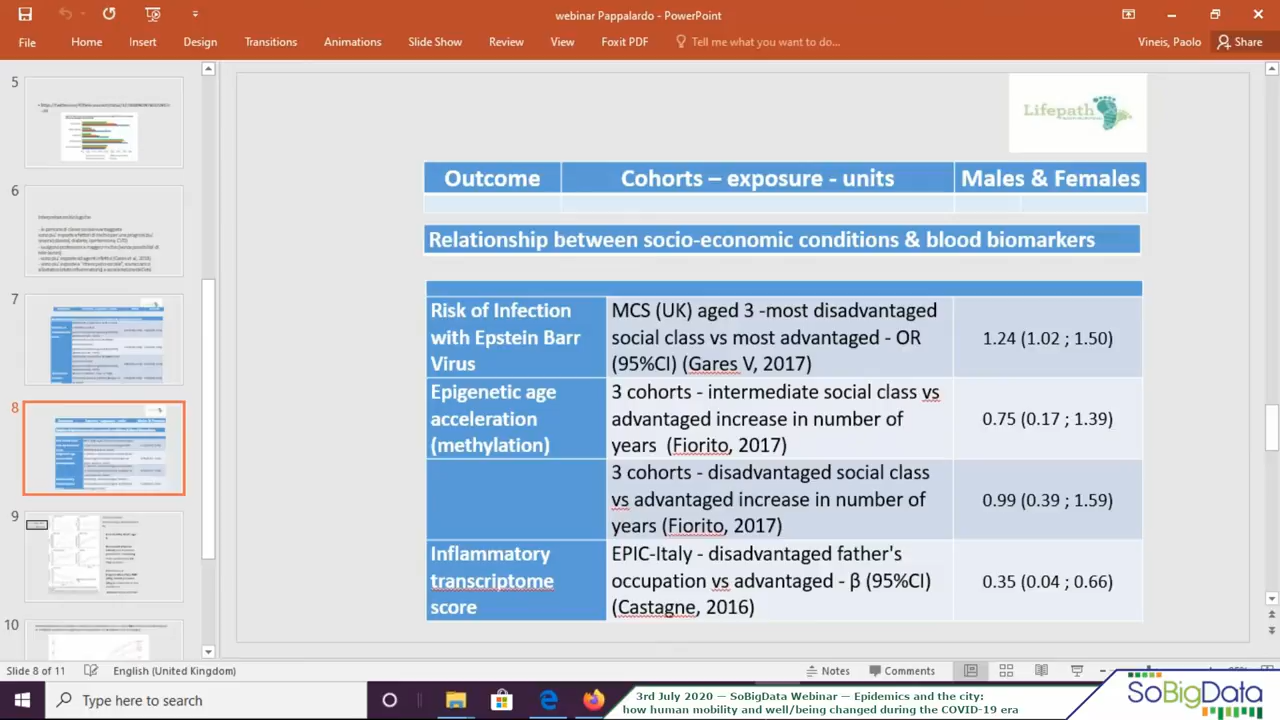 webinar Pappalardo - PowerPoint
File Home Insert Design Transitions Animations Slide Show Review View Foxit PDF Tell me what you want to do... Vineis, Paolo Share
5
6
7
8
9
10
Lifepath
Outcome Cohorts – exposure - units Males & Females
Relationship between socio-economic conditions & blood biomarkers
Risk of Infection
with Epstein Barr
Virus
MCS (UK) aged 3 -most disadvantaged
social class vs most advantaged - OR
(95%CI) (Gares V, 2017)
1.24 (1.02 ; 1.50)
Epigenetic age
acceleration
(methylation)
3 cohorts - intermediate social class vs
advantaged increase in number of
years (Fiorito, 2017)
0.75 (0.17 ; 1.39)
3 cohorts - disadvantaged social class
vs advantaged increase in number of
years (Fiorito, 2017)
0.99 (0.39 ; 1.59)
Inflammatory
transcriptome
score
EPIC-Italy - disadvantaged father's
occupation vs advantaged - β (95%CI)
(Castagne, 2016)
0.35 (0.04 ; 0.66)
Slide 8 of 11 English (United Kingdom) Notes Comments
Type here to search
3rd July 2020 — SoBigData Webinar — Epidemics and the city:
how human mobility and well/being changed during the COVID-19 era
SoBigData